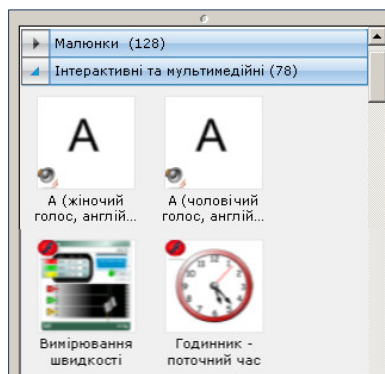 Малюнки (128)
Інтерактивні та мультимедійні (78)
A
A
A (жіночий
голос, англій...
A (чоловічий
голос, англій...
Вимірювання
швидкості
Годинник -
поточний час